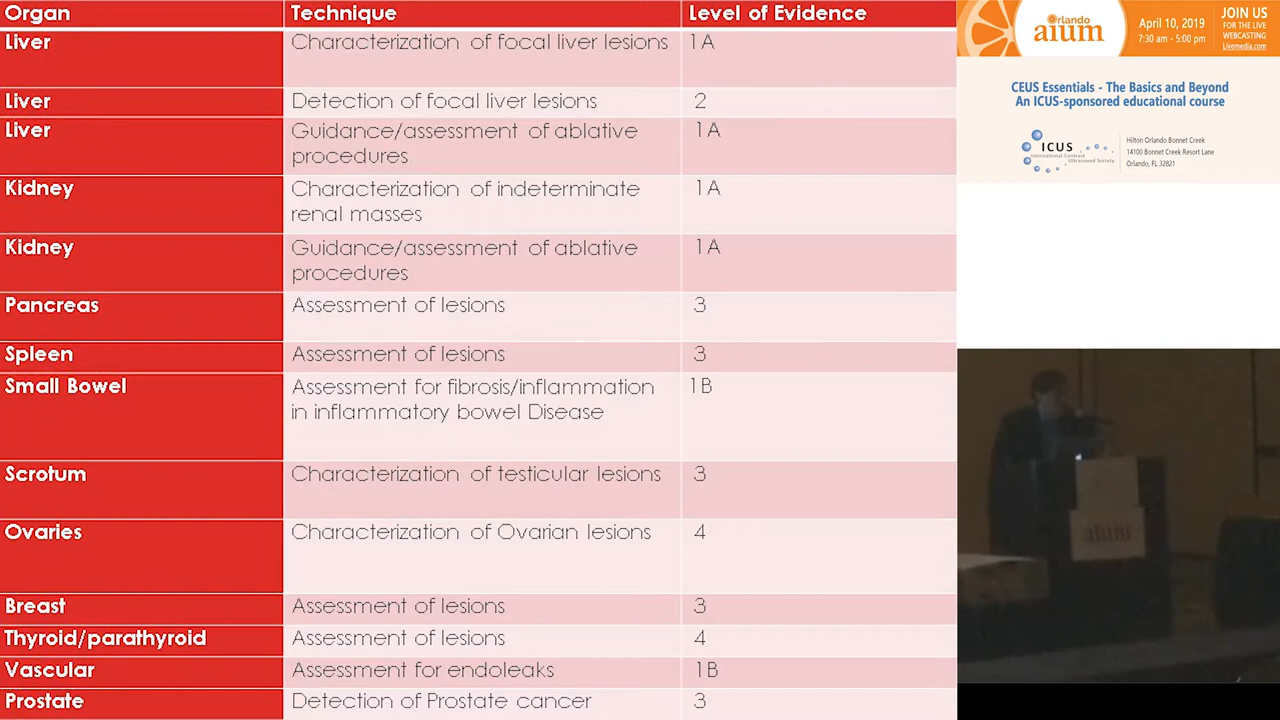 Organ Technique Level of Evidence
Liver Characterization of focal liver lesions 1A
Liver Detection of focal liver lesions 2
Liver Guidance/assessment of ablative 1A
procedures
Kidney Characterization of indeterminate 1A
renal masses
Kidney Guidance/assessment of ablative 1A
procedures
Pancreas Assessment of lesions 3
Spleen Assessment of lesions 3
Small Bowel Assessment for fibrosis/inflammation 1B
in inflammatory bowel Disease
Scrotum Characterization of testicular lesions 3
Ovaries Characterization of Ovarian lesions 4
Breast Assessment of lesions 3
Thyroid/parathyroid Assessment of lesions 4
Vascular Assessment for endoleaks 1B
Prostate Detection of Prostate cancer 3
Orlando
aium
April 10, 2019
7:30 am - 5:00 pm
JOIN US
FOR THE LIVE
WEBCASTING
Livemedia.com
CEUS Essentials - The Basics and Beyond
An ICUS-sponsored educational course
ICUS
International Contrast
Ultrasound Society
Hilton Orlando Bonnet Creek
14100 Bonnet Creek Resort Lane
Orlando, FL 32821
aium